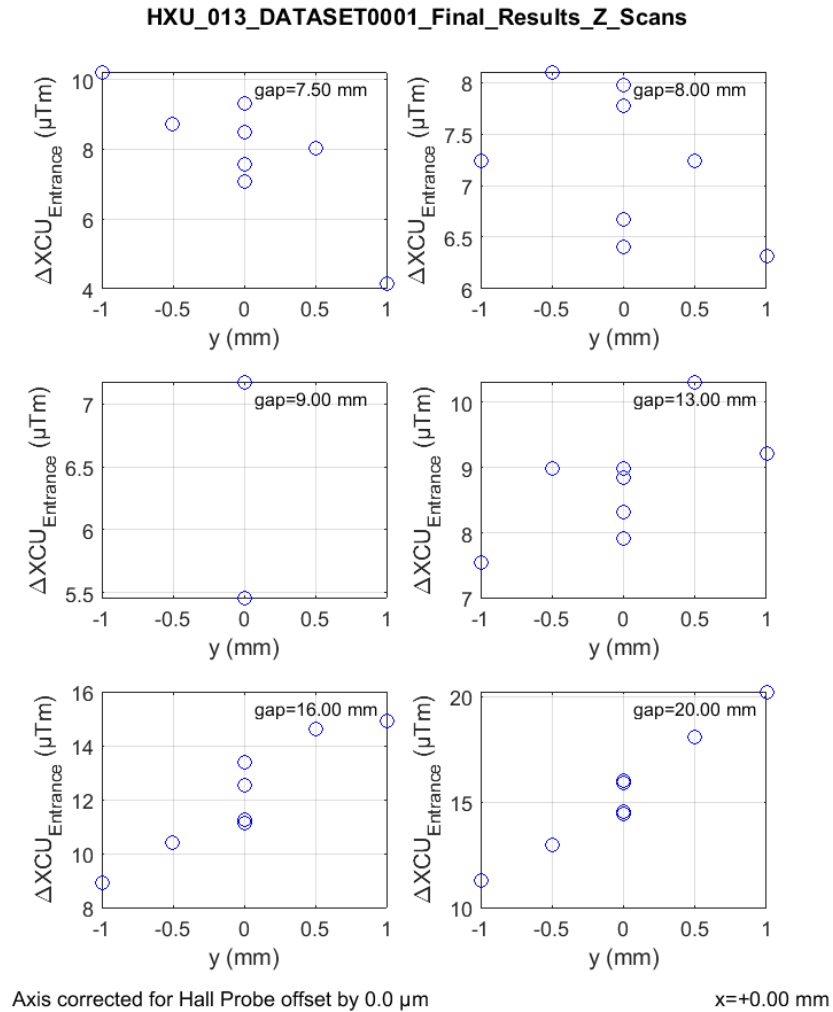 HXU_013_DATASET0001_Final_Results_Z_Scans
ΔXCU_Entrance (µTm)
10
8
6
4
gap=7.50 mm
-1
-0.5
0
0.5
1
y (mm)
ΔXCU_Entrance (µTm)
8
7.5
7
6.5
6
gap=8.00 mm
-1
-0.5
0
0.5
1
y (mm)
ΔXCU_Entrance (µTm)
7
6.5
6
5.5
gap=9.00 mm
-1
-0.5
0
0.5
1
y (mm)
ΔXCU_Entrance (µTm)
10
9
8
7
gap=13.00 mm
-1
-0.5
0
0.5
1
y (mm)
ΔXCU_Entrance (µTm)
16
14
12
10
8
gap=16.00 mm
-1
-0.5
0
0.5
1
y (mm)
ΔXCU_Entrance (µTm)
20
15
10
gap=20.00 mm
-1
-0.5
0
0.5
1
y (mm)
Axis corrected for Hall Probe offset by 0.0 µm
x=+0.00 mm